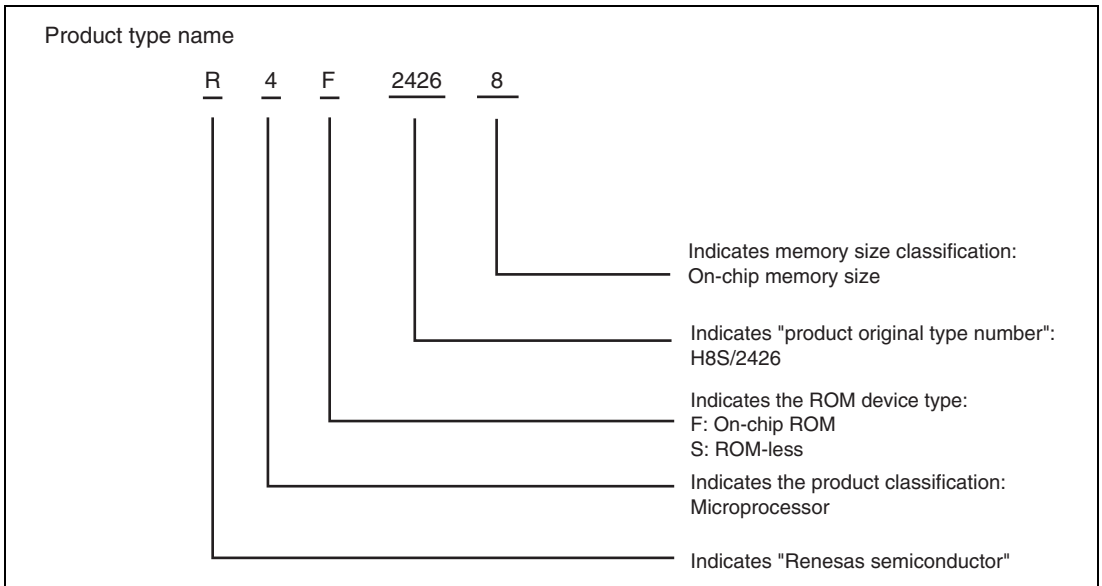 Product type name
R 4 F 2426 8
Indicates memory size classification:
On-chip memory size
Indicates "product original type number":
H8S/2426
Indicates the ROM device type:
F: On-chip ROM
S: ROM-less
Indicates the product classification:
Microprocessor
Indicates "Renesas semiconductor"